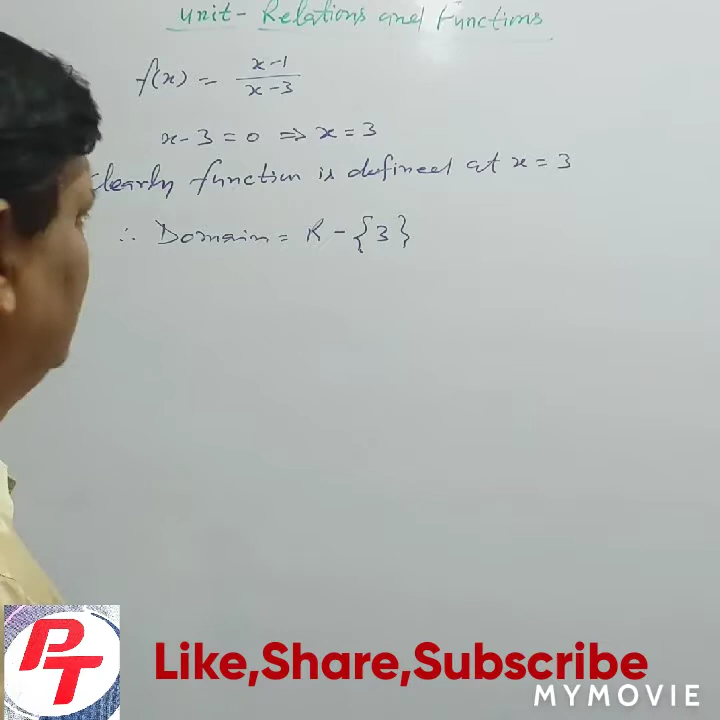 Unit - Relations and Functions
f(x) = x-1 / x-3
x - 3 = 0 ⇒ x = 3
Clearly function is defined at x = 3
∴ Domain = R - {3}
PT
Like,Share,Subscribe
MYMOVIE